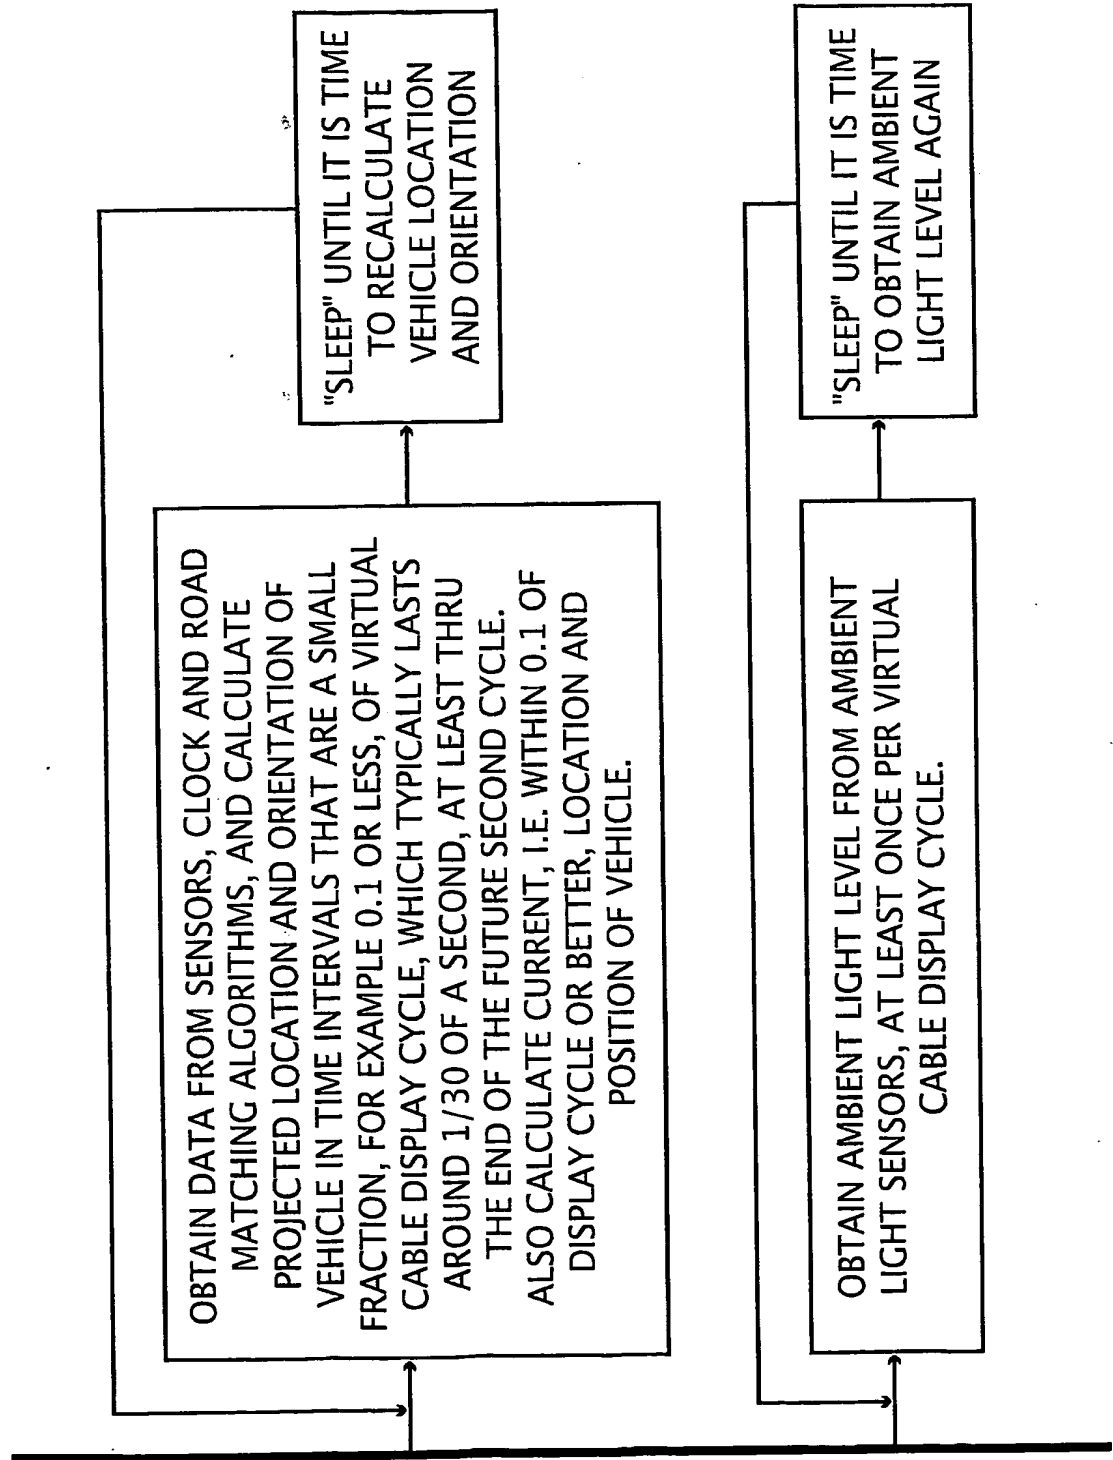 OBTAIN DATA FROM SENSORS, CLOCK AND ROAD
MATCHING ALGORITHMS, AND CALCULATE
PROJECTED LOCATION AND ORIENTATION OF
VEHICLE IN TIME INTERVALS THAT ARE A SMALL
FRACTION, FOR EXAMPLE 0.1 OR LESS, OF VIRTUAL
CABLE DISPLAY CYCLE, WHICH TYPICALLY LASTS
AROUND 1/30 OF A SECOND, AT LEAST THRU
THE END OF THE FUTURE SECOND CYCLE.
ALSO CALCULATE CURRENT, I.E. WITHIN 0.1 OF
DISPLAY CYCLE OR BETTER, LOCATION AND
POSITION OF VEHICLE.
"SLEEP" UNTIL IT IS TIME
TO RECALCULATE
VEHICLE LOCATION
AND ORIENTATION
OBTAIN AMBIENT LIGHT LEVEL FROM AMBIENT
LIGHT SENSORS, AT LEAST ONCE PER VIRTUAL
CABLE DISPLAY CYCLE.
"SLEEP" UNTIL IT IS TIME
TO OBTAIN AMBIENT
LIGHT LEVEL AGAIN